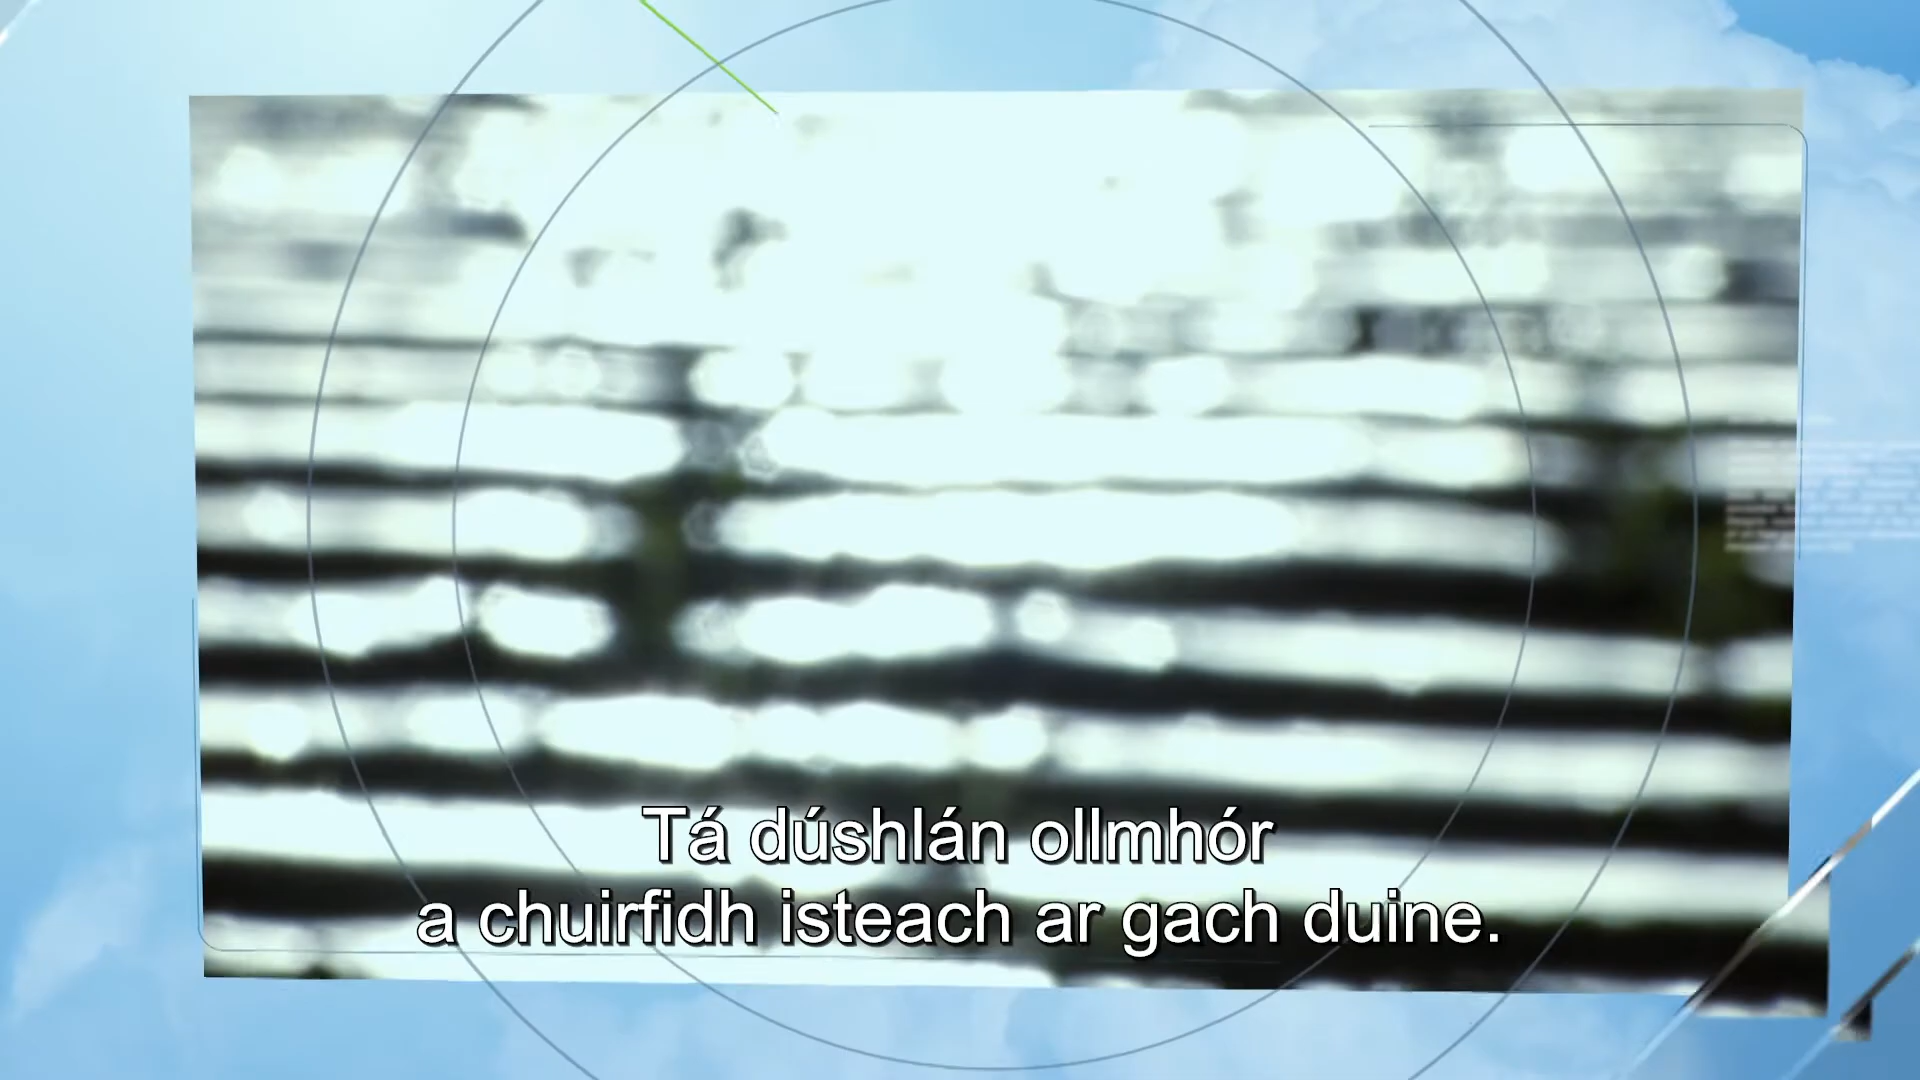 Tá dúshlán ollmhór
a chuirfidh isteach ar gach duine.